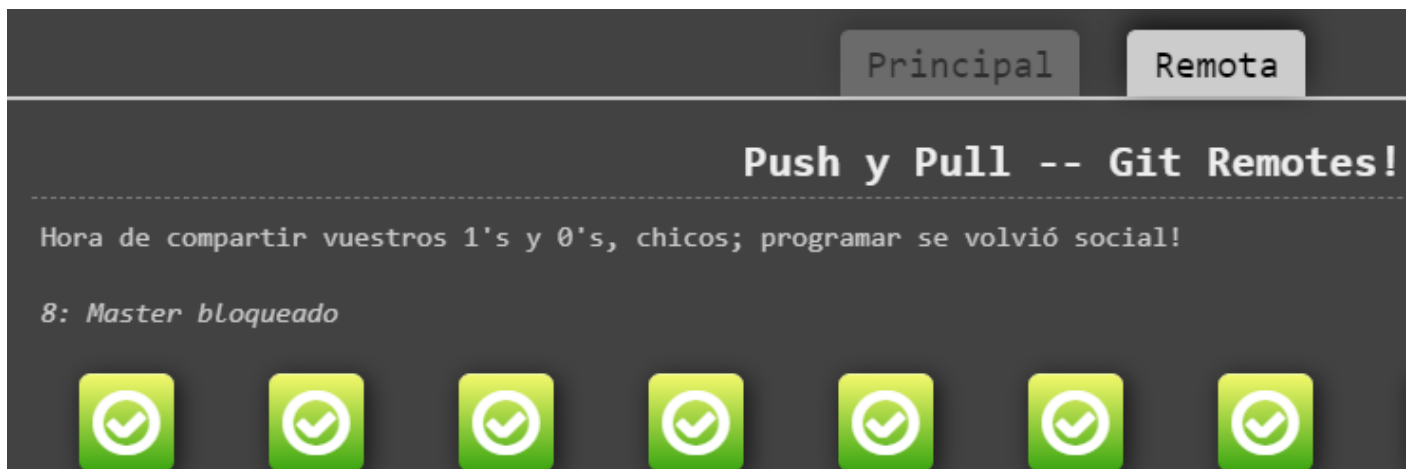 Principal Remota
Push y Pull -- Git Remotes!
Hora de compartir vuestros 1's y 0's, chicos; programar se volvió social!
8: Master bloqueado